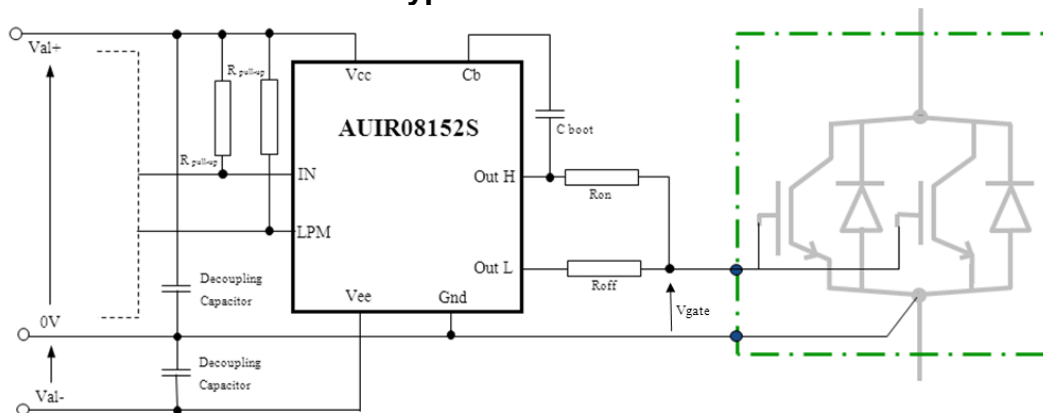 Val+
R pull-up
R pull-up
Vcc
Cb
AUIR08152S
C boot
IN
Out H
Ron
LPM
Out L
Roff
Decoupling
Capacitor
Vee
Gnd
Vgate
0V
Decoupling
Capacitor
Val-